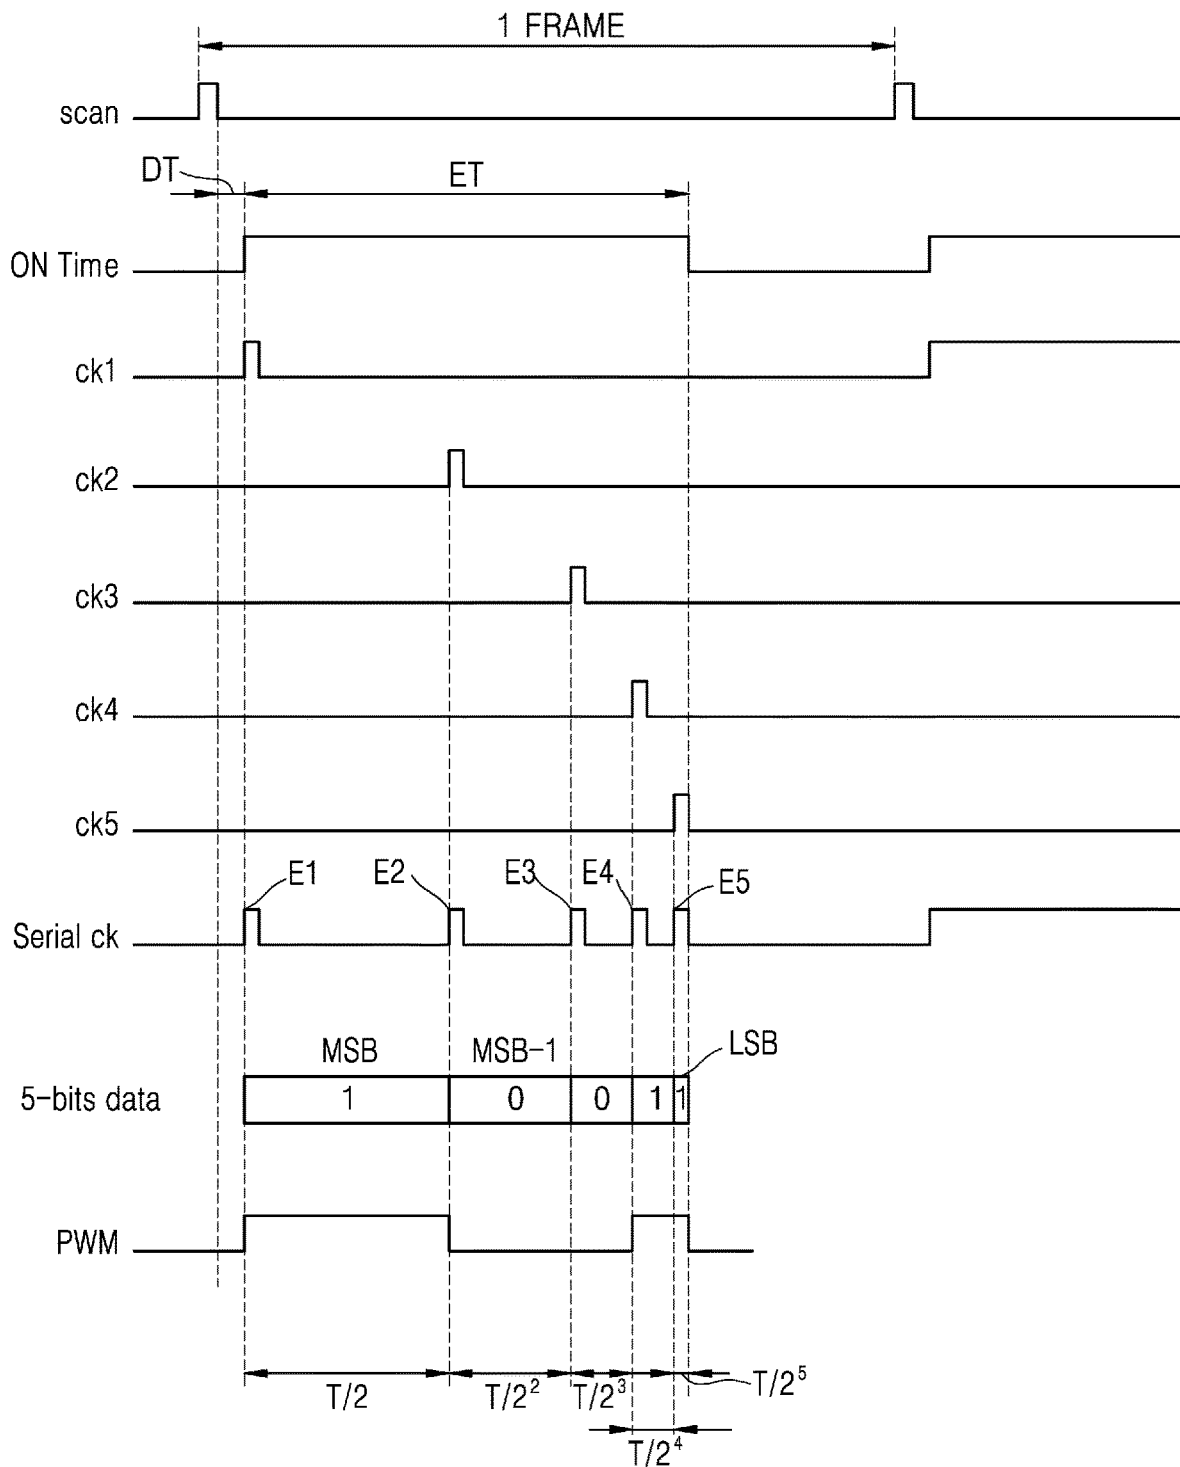 1 FRAME
scan
DT
ET
ON Time
ck1
ck2
ck3
ck4
ck5
E1
E2
E3
E4
E5
Serial ck
MSB
MSB-1
LSB
5-bits data
1
0
0
1
1
PWM
T/2
T/2²
T/2³
T/2⁵
T/2⁴